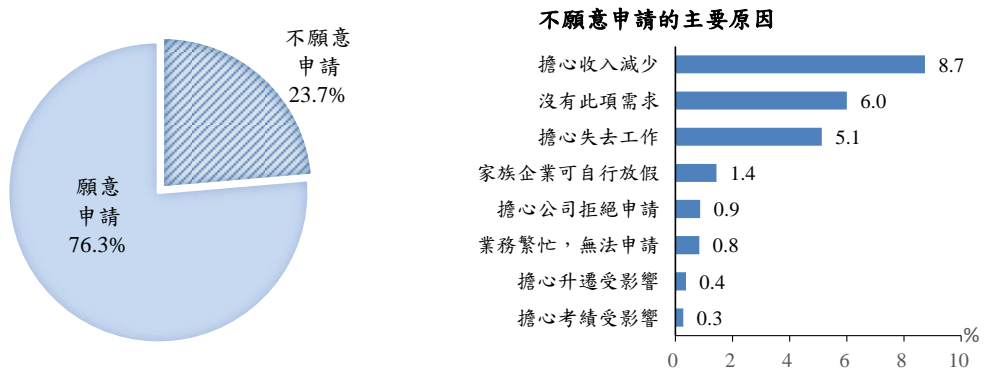 不願意
申請
23.7%
願意
申請
76.3%
不願意申請的主要原因
擔心收入減少 8.7
沒有此項需求 6.0
擔心失去工作 5.1
家族企業可自行放假 1.4
擔心公司拒絕申請 0.9
業務繁忙，無法申請 0.8
擔心升遷受影響 0.4
擔心考績受影響 0.3
%
0 2 4 6 8 10